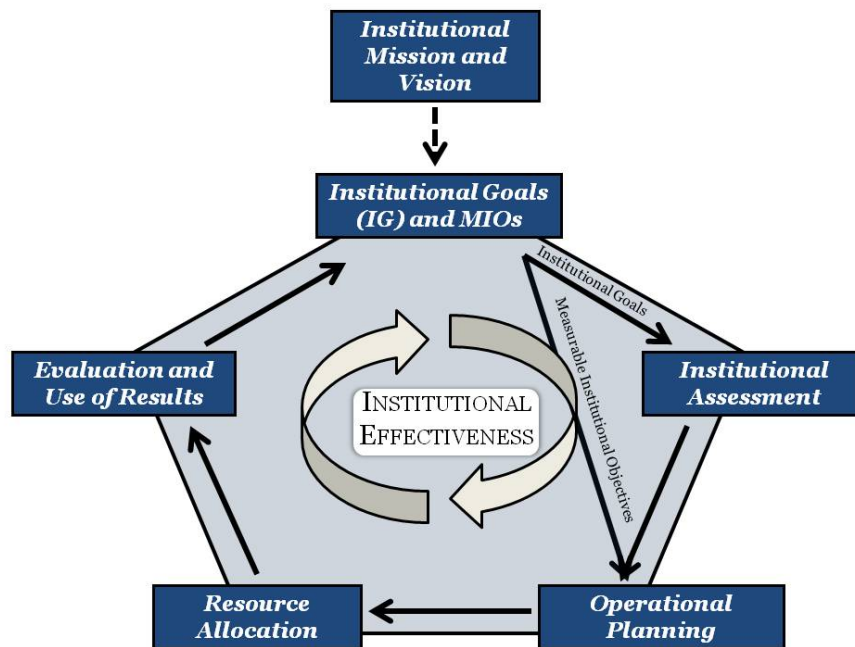 Institutional
Mission and
Vision
Institutional Goals
(IG) and MIOs
Institutional Goals
Measurable Institutional Objectives
Evaluation and
Use of Results
Institutional
Assessment
INSTITUTIONAL
EFFECTIVENESS
Resource
Allocation
Operational
Planning